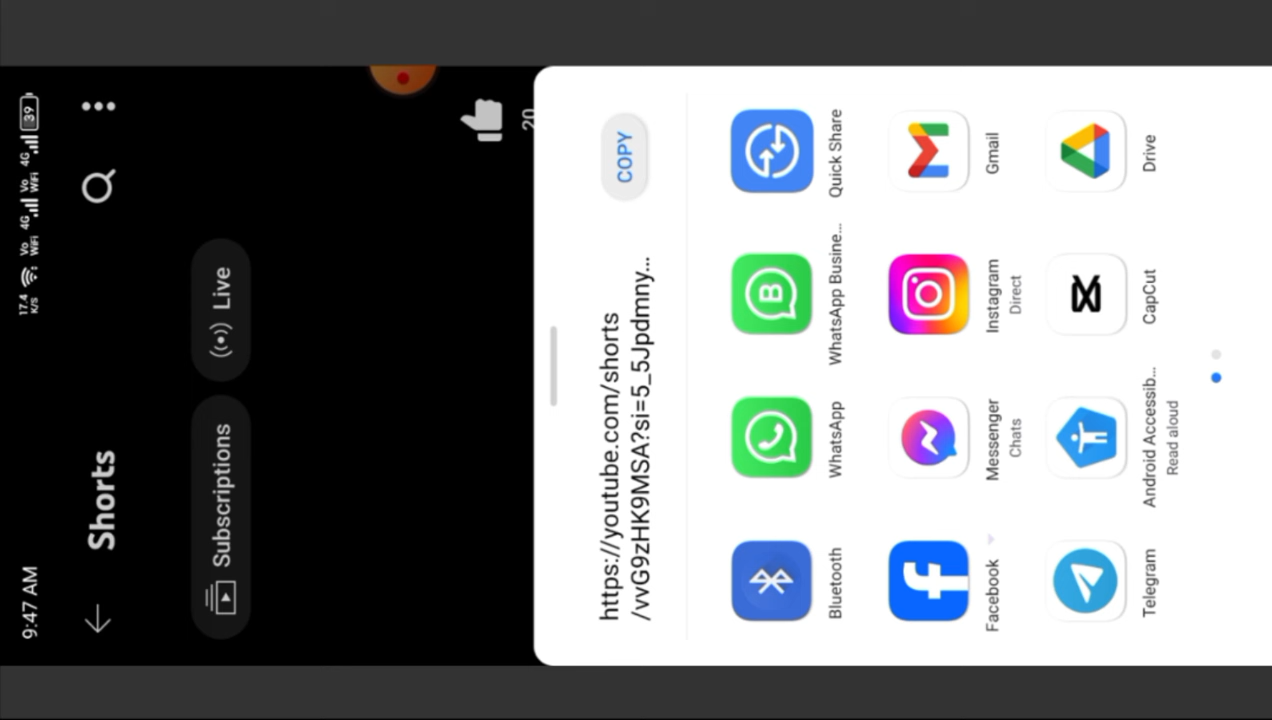 9:47 AM
17.4 K/S
Vo WiFi 4G
Vo WiFi 4G
39
Shorts
Subscriptions
Live
20
https://youtube.com/shorts
/vvG9zHK9MSA?si=5_5Jpdmny...
COPY
Bluetooth
WhatsApp
WhatsApp Busine...
Quick Share
Facebook
Messenger
Chats
Instagram
Direct
Gmail
Telegram
Android Accessib...
Read aloud
CapCut
Drive